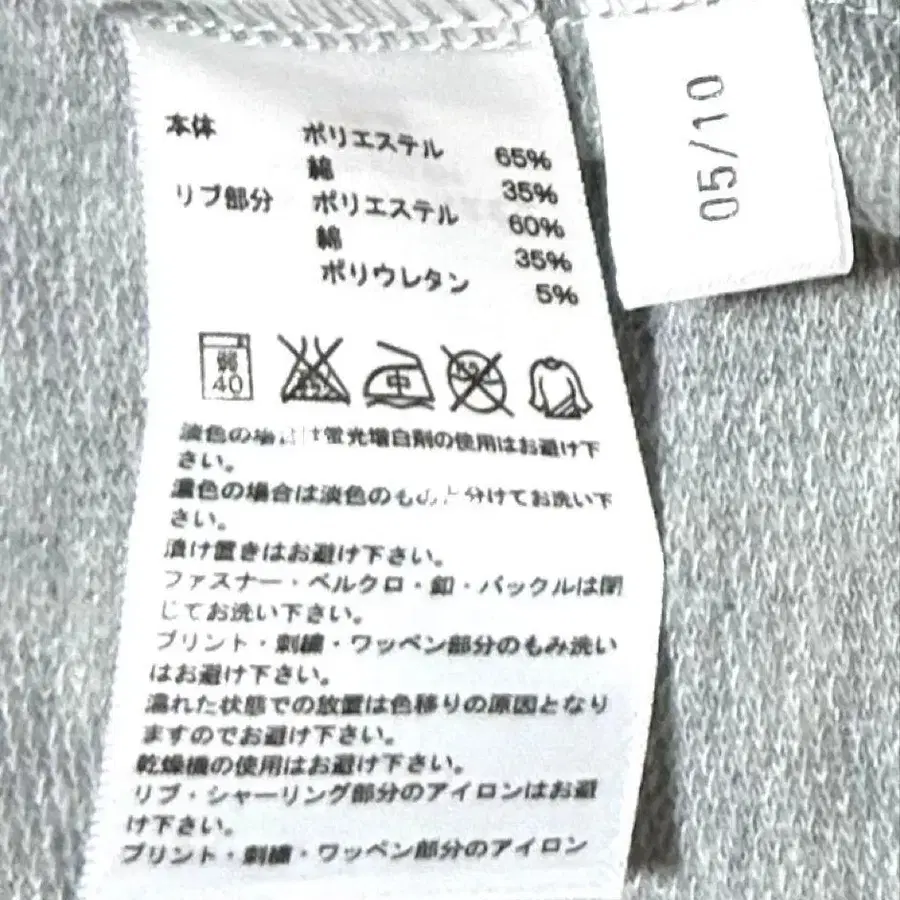 本体 ポリエステル 65%
綿 35%
リブ部分 ポリエステル 60%
綿 35%
ポリウレタン 5%
弱
40
中
淡色の場合は蛍光増白剤の使用はお避け下
さい。
濃色の場合は淡色のものと分けてお洗い下
さい。
漬け置きはお避け下さい。
ファスナー・ベルクロ・釦・バックルは閉
じてお洗い下さい。
プリント・刺繍・ワッペン部分のもみ洗い
はお避け下さい。
濡れた状態での放置は色移りの原因となり
ますのでお避け下さい。
乾燥機の使用はお避け下さい。
リブ・シャーリング部分のアイロンはお避
け下さい。
プリント・刺繍・ワッペン部分のアイロン
05/10